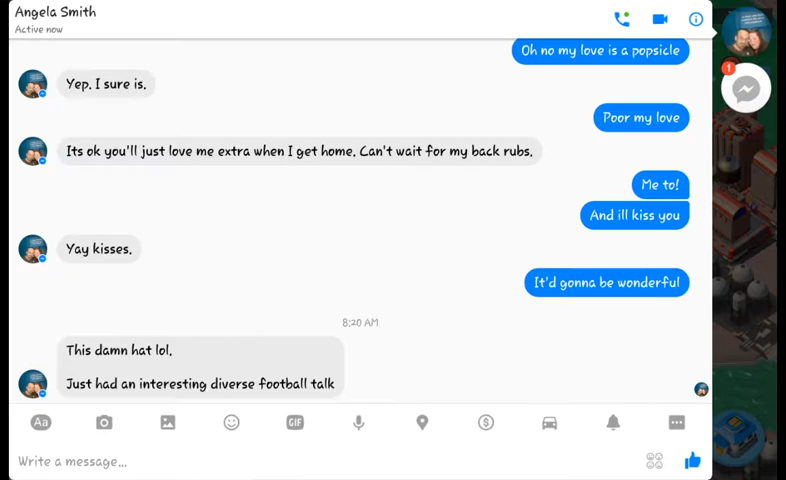 Angela Smith
Active now
Oh no my love is a popsicle
Yep. I sure is.
Poor my love
Its ok you'll just love me extra when I get home. Can't wait for my back rubs.
Me to!
And ill kiss you
Yay kisses.
It'd gonna be wonderful
8:20 AM
This damn hat lol.
Just had an interesting diverse football talk
Aa
GIF
Write a message...
1